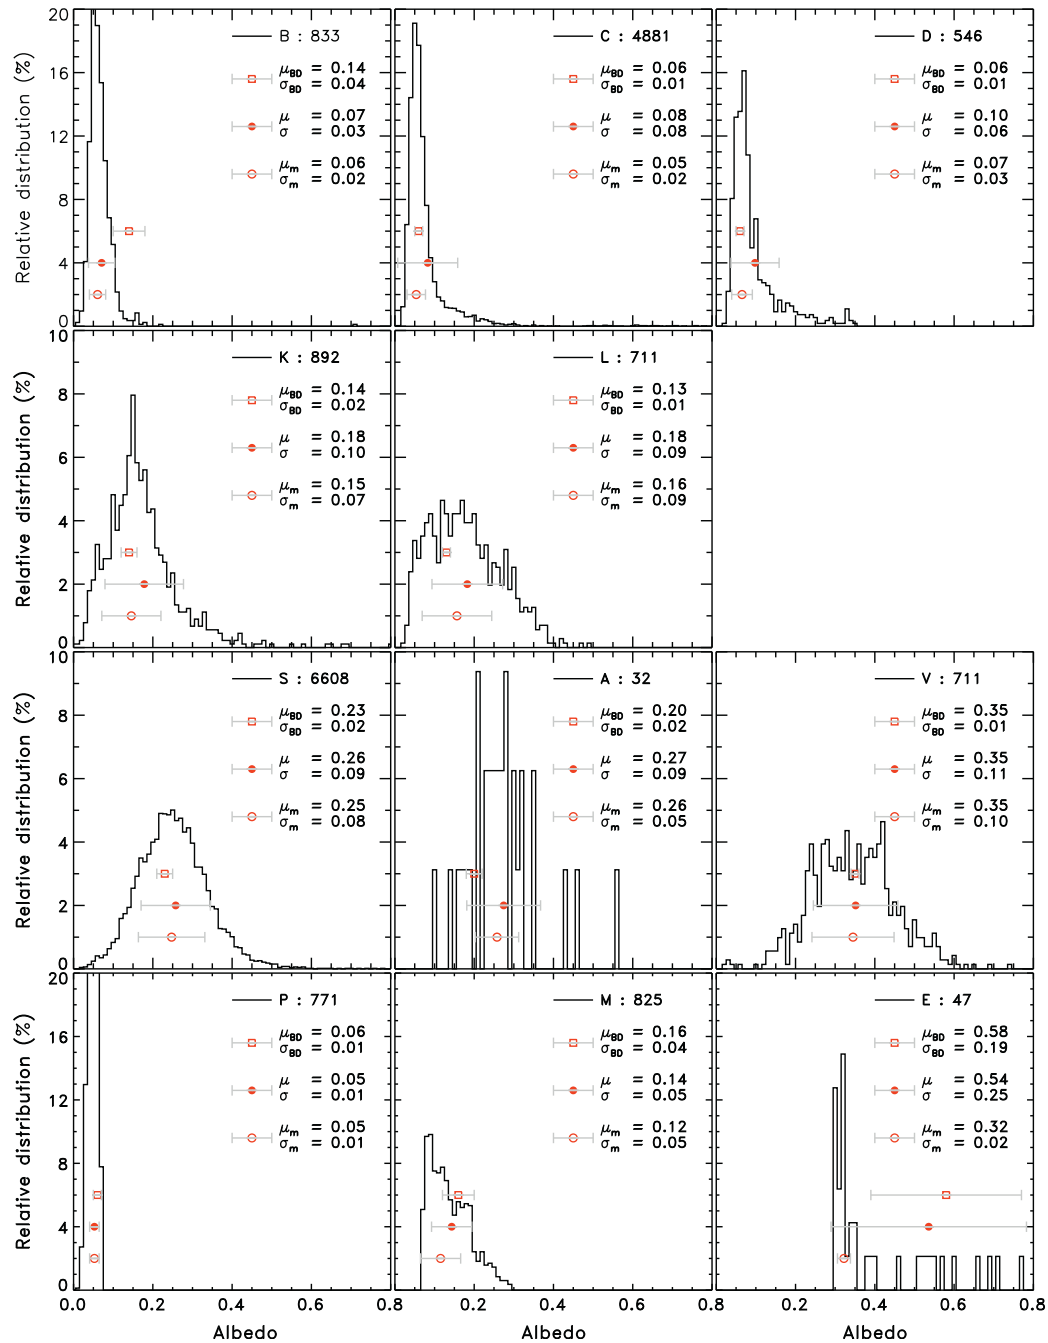 B : 833
μBD = 0.14
σBD = 0.04
μ = 0.07
σ = 0.03
μm = 0.06
σm = 0.02
C : 4881
μBD = 0.06
σBD = 0.01
μ = 0.08
σ = 0.08
μm = 0.05
σm = 0.02
D : 546
μBD = 0.06
σBD = 0.01
μ = 0.10
σ = 0.06
μm = 0.07
σm = 0.03
20
16
12
8
4
0
Relative distribution (%)
K : 892
μBD = 0.14
σBD = 0.02
μ = 0.18
σ = 0.10
μm = 0.15
σm = 0.07
L : 711
μBD = 0.13
σBD = 0.01
μ = 0.18
σ = 0.09
μm = 0.16
σm = 0.09
10
8
6
4
2
0
Relative distribution (%)
S : 6608
μBD = 0.23
σBD = 0.02
μ = 0.26
σ = 0.09
μm = 0.25
σm = 0.08
A : 32
μBD = 0.20
σBD = 0.02
μ = 0.27
σ = 0.09
μm = 0.26
σm = 0.05
V : 711
μBD = 0.35
σBD = 0.01
μ = 0.35
σ = 0.11
μm = 0.35
σm = 0.10
10
8
6
4
2
0
Relative distribution (%)
P : 771
μBD = 0.06
σBD = 0.01
μ = 0.05
σ = 0.01
μm = 0.05
σm = 0.01
M : 825
μBD = 0.16
σBD = 0.04
μ = 0.14
σ = 0.05
μm = 0.12
σm = 0.05
E : 47
μBD = 0.58
σBD = 0.19
μ = 0.54
σ = 0.25
μm = 0.32
σm = 0.02
20
16
12
8
4
0
Relative distribution (%)
0.0 0.2 0.4 0.6 0.8 0.2 0.4 0.6 0.8 0.2 0.4 0.6 0.8
Albedo Albedo Albedo